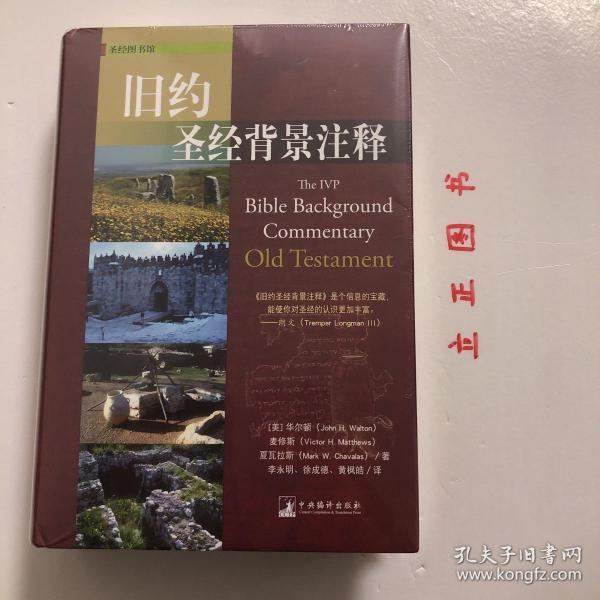 圣经图书馆
旧约
圣经背景注释
The IVP
Bible Background
Commentary
Old Testament
《旧约圣经背景注释》是个信息的宝藏，
能使你对圣经的认识更加丰富。
——朗文（Tremper Longman III）
[美] 华尔顿（John H. Walton）
麦修斯（Victor H. Matthews）
夏瓦拉斯（Mark W. Chavalas）/ 著
李永明、徐成德、黄枫皓 / 译
中央编译出版社
Central Compilation & Translation Press
CCTP
立正图书
孔夫子旧书网
www.kongfz.com